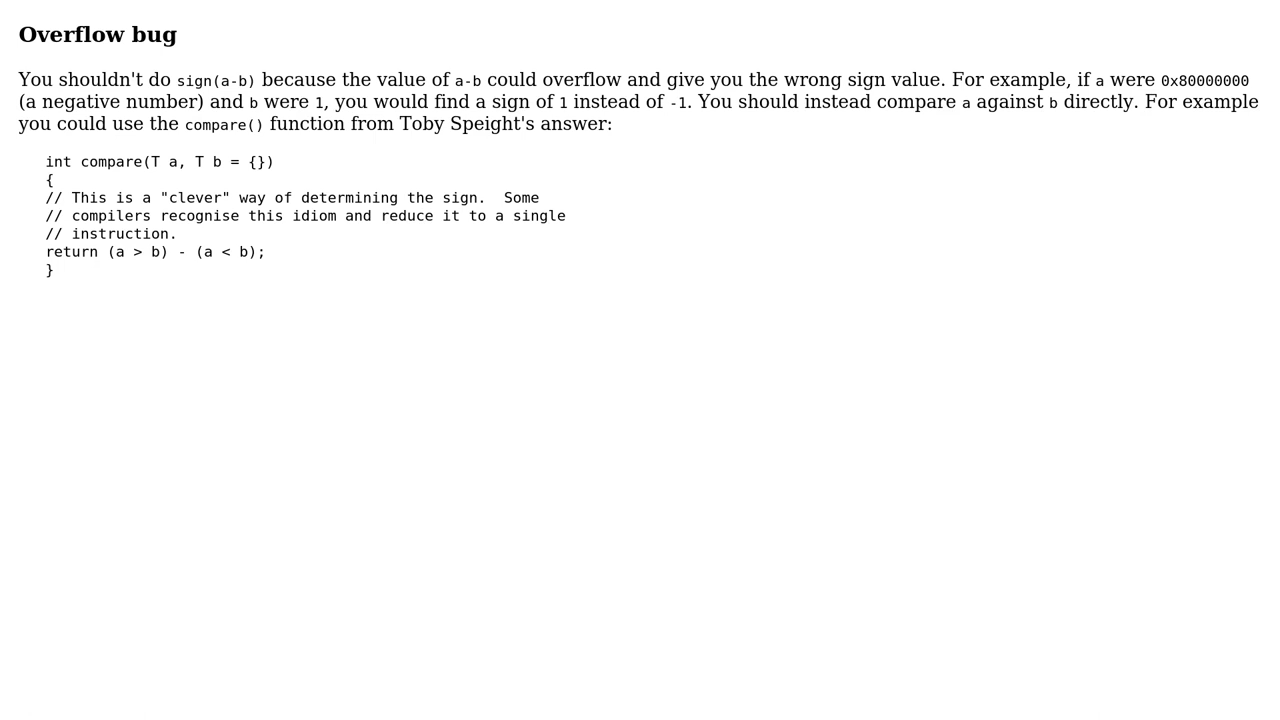 Overflow bug
You shouldn't do sign(a-b) because the value of a-b could overflow and give you the wrong sign value. For example, if a were 0x80000000
(a negative number) and b were 1, you would find a sign of 1 instead of -1. You should instead compare a against b directly. For example
you could use the compare() function from Toby Speight's answer:
int compare(T a, T b = {})
{
// This is a "clever" way of determining the sign.  Some
// compilers recognise this idiom and reduce it to a single
// instruction.
return (a > b) - (a < b);
}